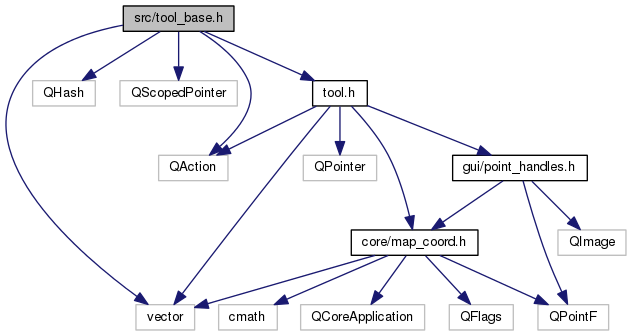 src/tool_base.h
QHash
QScopedPointer
tool.h
QAction
QPointer
gui/point_handles.h
core/map_coord.h
QImage
vector
cmath
QCoreApplication
QFlags
QPointF